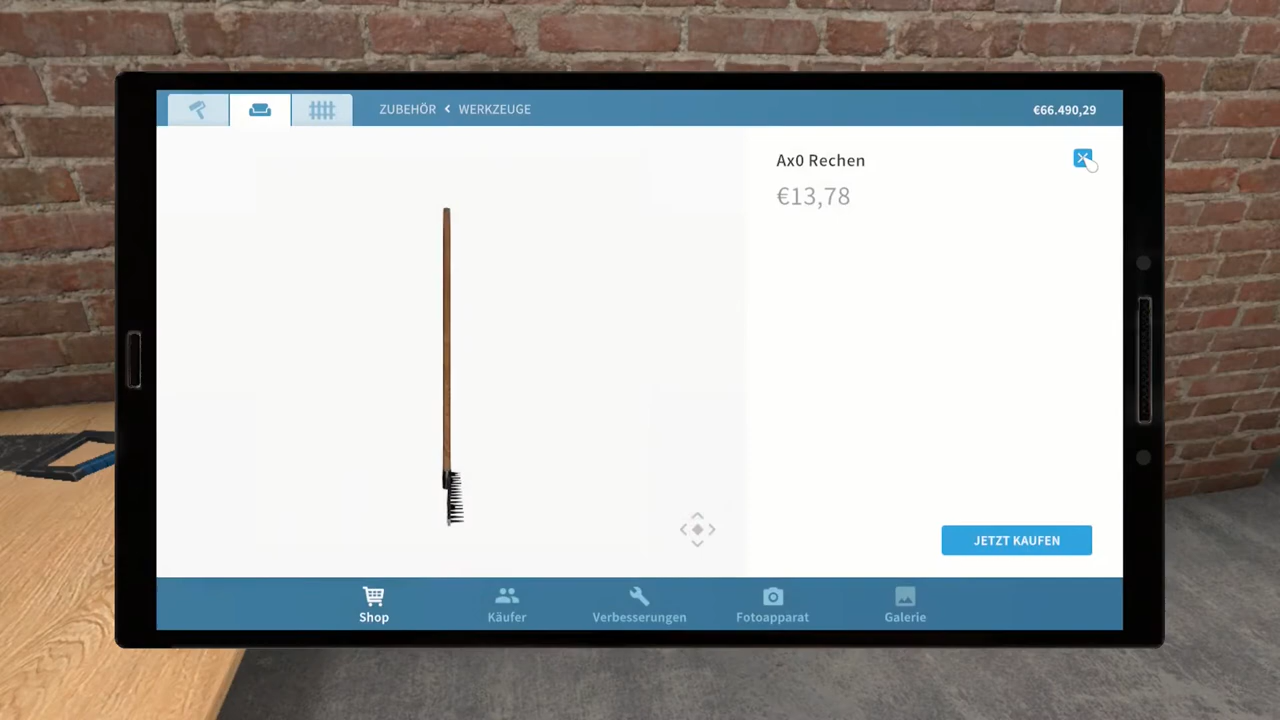 ZUBEHÖR < WERKZEUGE
€66.490,29
Ax0 Rechen
€13,78
JETZT KAUFEN
Shop
Käufer
Verbesserungen
Fotoapparat
Galerie